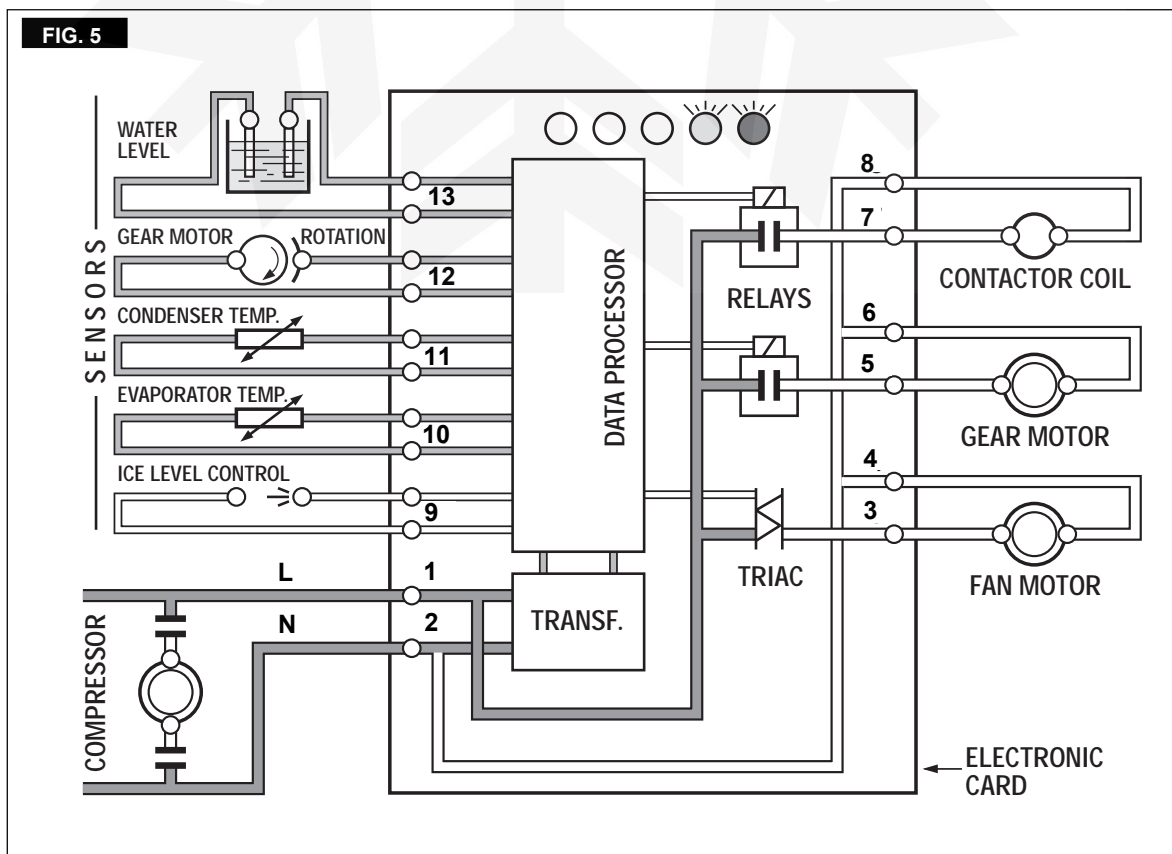 FIG. 5
WATER
LEVEL
13
GEAR MOTOR
ROTATION
12
CONDENSER TEMP.
11
EVAPORATOR TEMP.
10
ICE LEVEL CONTROL
9
SENSORS
L
1
N
2
COMPRESSOR
DATA PROCESSOR
TRANSF.
RELAYS
TRIAC
8
7
CONTACTOR COIL
6
5
GEAR MOTOR
4
3
FAN MOTOR
ELECTRONIC
CARD